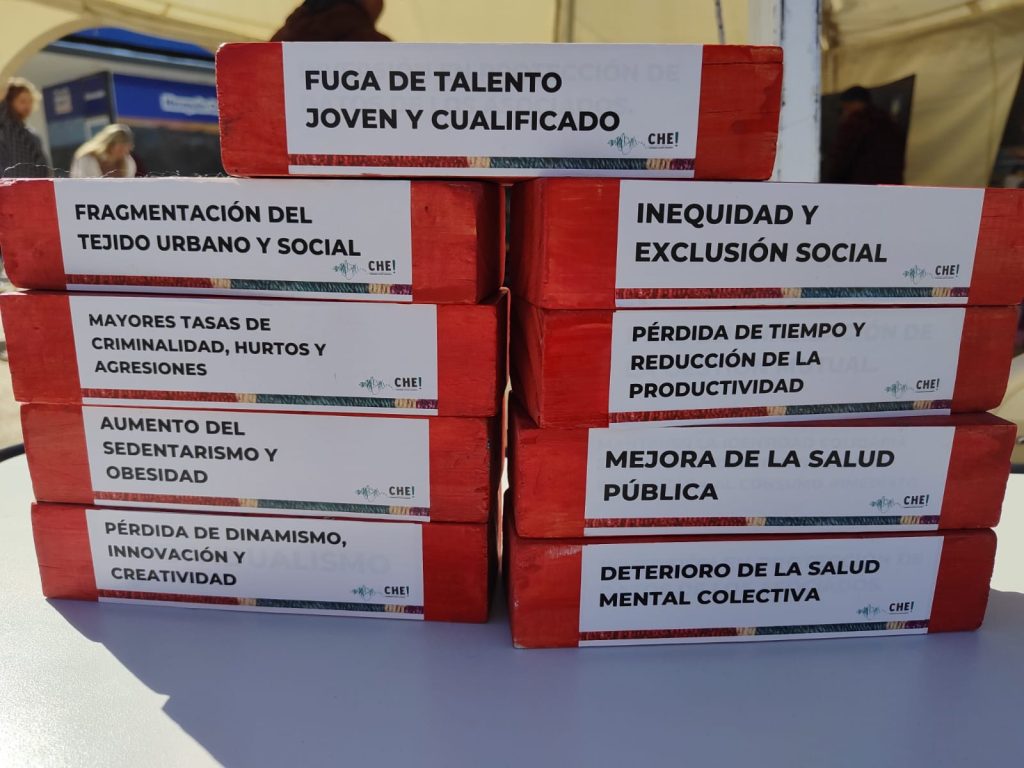 FUGA DE TALENTO
JOVEN Y CUALIFICADO
CHE!
FRAGMENTACIÓN DEL
TEJIDO URBANO Y SOCIAL
CHE!
INEQUIDAD Y
EXCLUSIÓN SOCIAL
CHE!
MAYORES TASAS DE
CRIMINALIDAD, HURTOS Y
AGRESIONES
CHE!
PÉRDIDA DE TIEMPO Y
REDUCCIÓN DE LA
PRODUCTIVIDAD
CHE!
AUMENTO DEL
SEDENTARISMO Y
OBESIDAD
CHE!
MEJORA DE LA SALUD
PÚBLICA
CHE!
PÉRDIDA DE DINAMISMO,
INNOVACIÓN Y
CREATIVIDAD
CHE!
DETERIORO DE LA SALUD
MENTAL COLECTIVA
CHE!